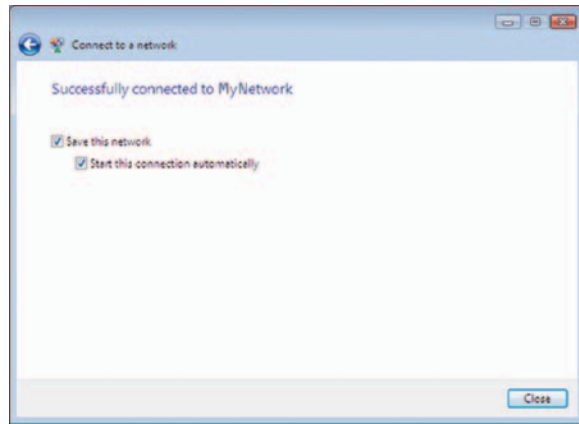 Connect to a network
Successfully connected to MyNetwork
Save this network
Start this connection automatically
Close